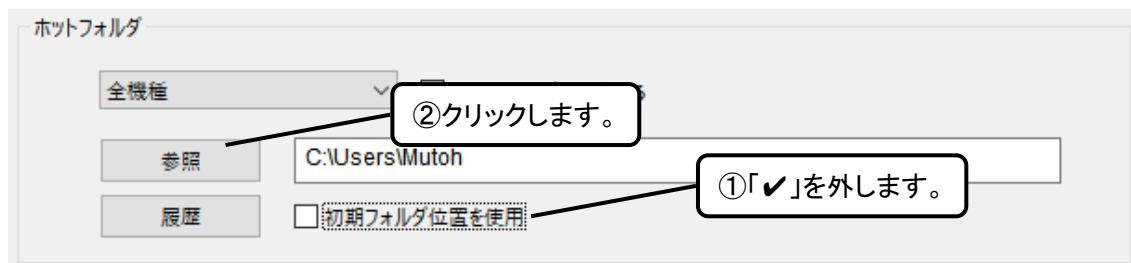 ホットフォルダ
全機種
②クリックします。
参照
C:\Users\Mutoh
①「✔」を外します。
履歴
初期フォルダ位置を使用